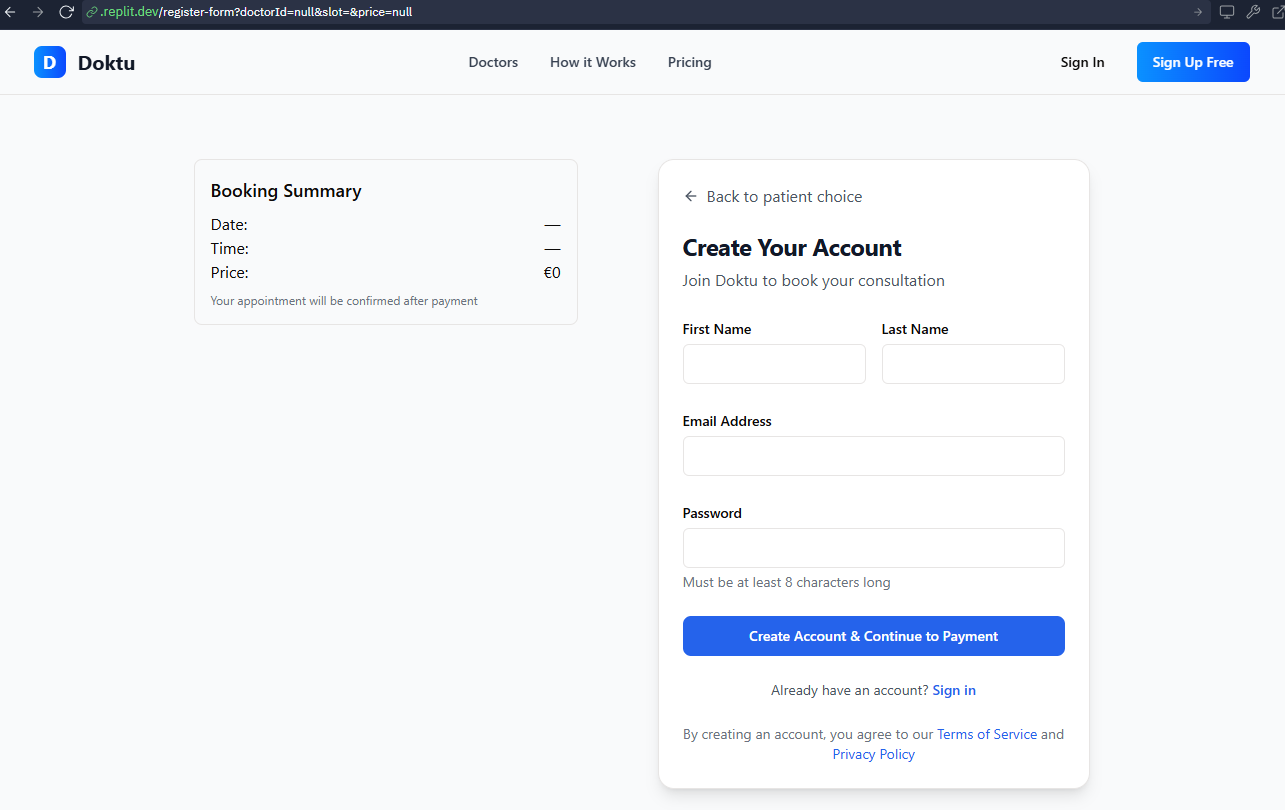 .replit.dev/register-form?doctorId=null&slot=&price=null
D Doktu Doctors How it Works Pricing Sign In Sign Up Free
Booking Summary
Date: —
Time: —
Price: €0
Your appointment will be confirmed after payment
Back to patient choice
Create Your Account
Join Doktu to book your consultation
First Name Last Name
Email Address
Password
Must be at least 8 characters long
Create Account & Continue to Payment
Already have an account? Sign in
By creating an account, you agree to our Terms of Service and
Privacy Policy